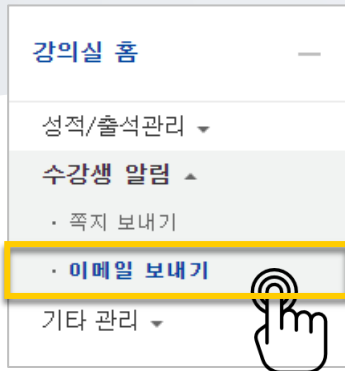 강의실 홈
성적/출석관리
수강생 알림
· 쪽지 보내기
· 이메일 보내기
기타 관리